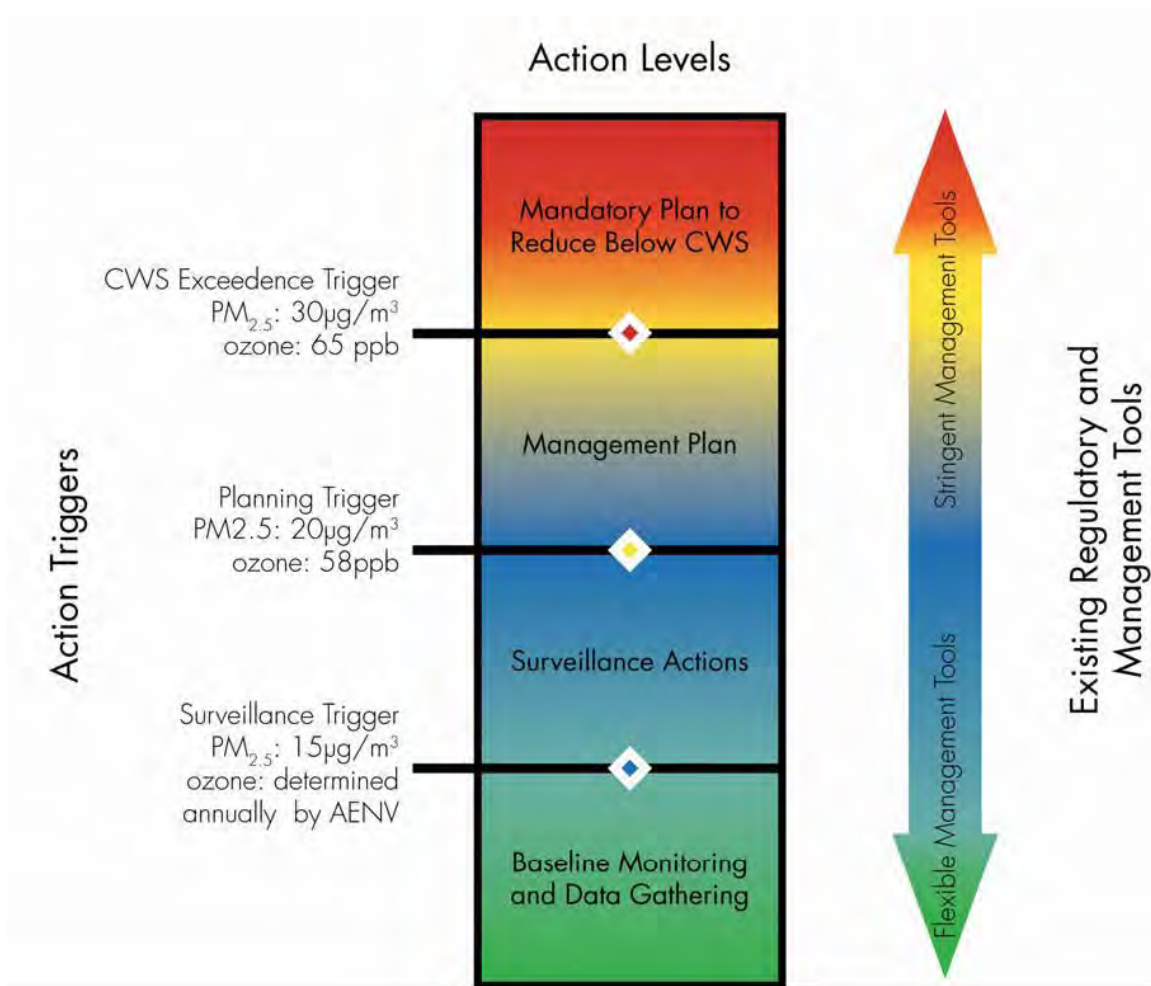 Action Levels
Mandatory Plan to
Reduce Below CWS
CWS Exceedence Trigger
PM2.5: 30µg/m³
ozone: 65 ppb
Management Plan
Planning Trigger
PM2.5: 20µg/m³
ozone: 58ppb
Surveillance Actions
Surveillance Trigger
PM2.5: 15µg/m³
ozone: determined
annually by AENV
Baseline Monitoring
and Data Gathering
Action Triggers
Stringent Management Tools
Flexible Management Tools
Existing Regulatory and
Management Tools